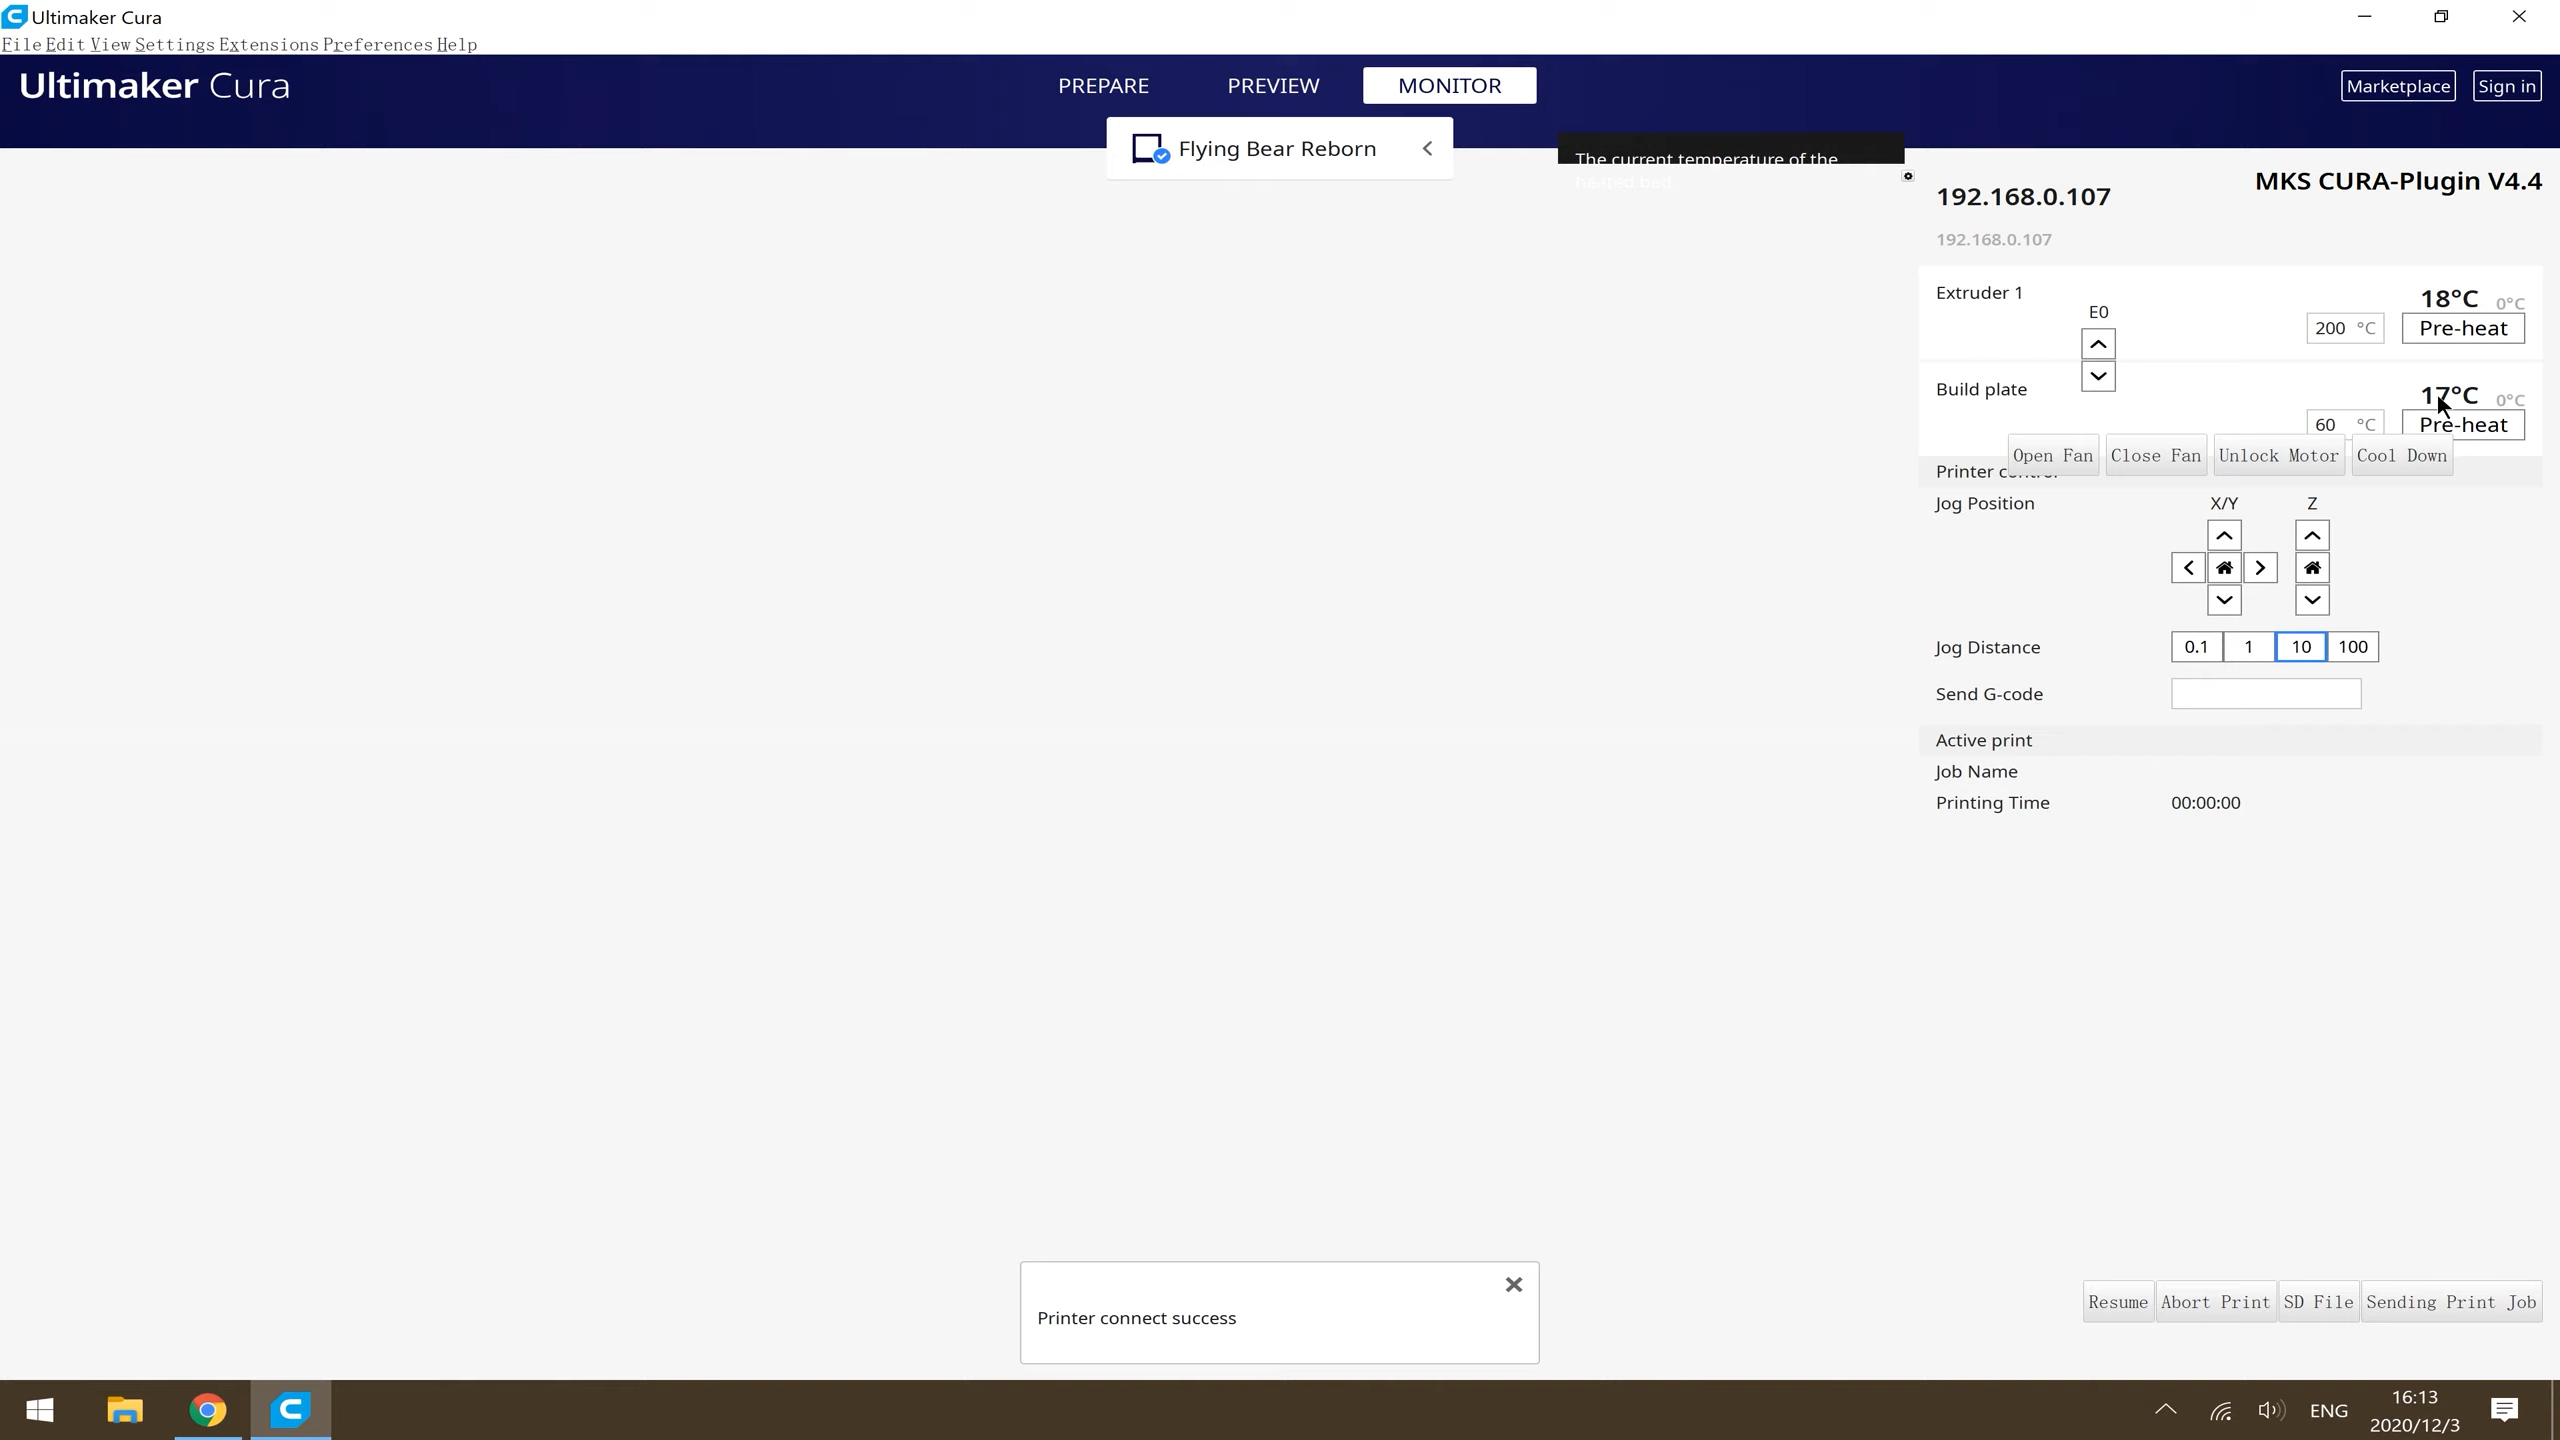 Ultimaker Cura
File Edit View Settings Extensions Preferences Help
Ultimaker Cura
PREPARE
PREVIEW
MONITOR
Marketplace
Sign in
Flying Bear Reborn
The current temperature of the
heated bed.
MKS CURA-Plugin V4.4
192.168.0.107
192.168.0.107
Extruder 1
18°C 0°C
E0
200 °C
Pre-heat
Build plate
17°C 0°C
60 °C
Pre-heat
Open Fan
Close Fan
Unlock Motor
Cool Down
Printer control
Jog Position
X/Y
Z
Jog Distance
0.1 1 10 100
Send G-code
Active print
Job Name
Printing Time 00:00:00
Printer connect success
Resume
Abort Print
SD File
Sending Print Job
ENG
16:13
2020/12/3